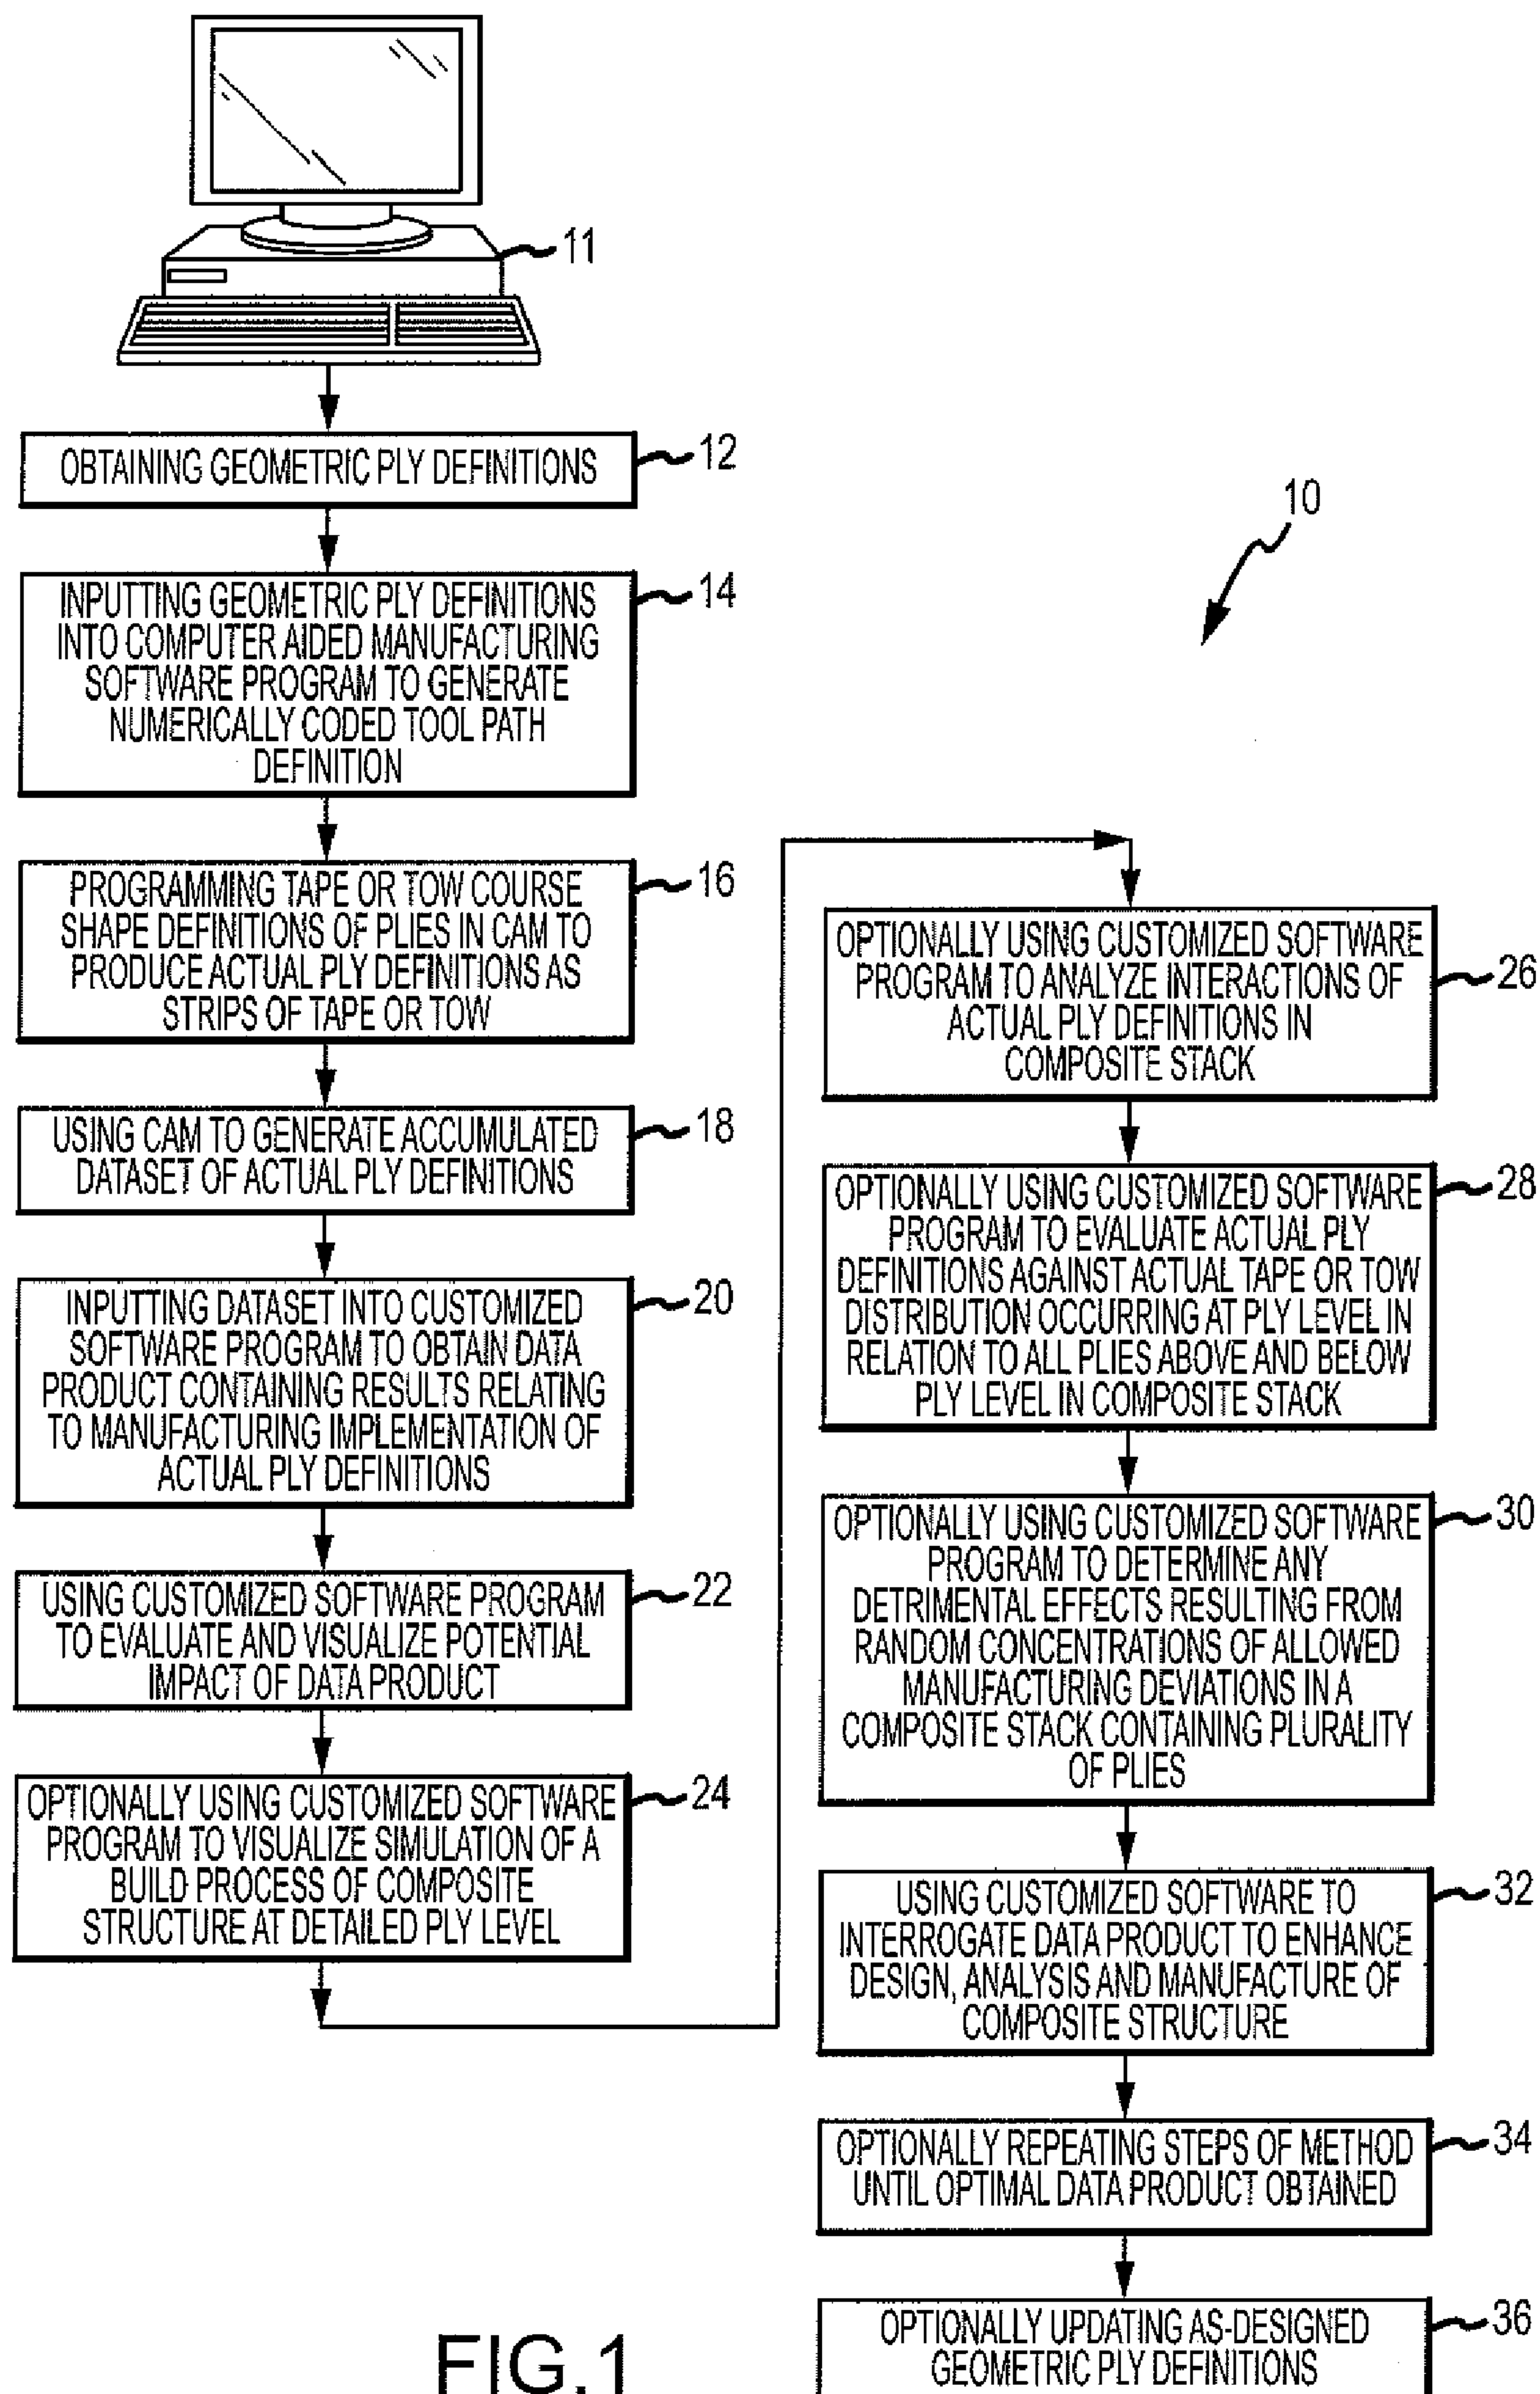 11
OBTAINING GEOMETRIC PLY DEFINITIONS
12
INPUTTING GEOMETRIC PLY DEFINITIONS
INTO COMPUTER AIDED MANUFACTURING
SOFTWARE PROGRAM TO GENERATE
NUMERICALLY CODED TOOL PATH
DEFINITION
14
PROGRAMMING TAPE OR TOW COURSE
SHAPE DEFINITIONS OF PLIES IN CAM TO
PRODUCE ACTUAL PLY DEFINITIONS AS
STRIPS OF TAPE OR TOW
16
USING CAM TO GENERATE ACCUMULATED
DATASET OF ACTUAL PLY DEFINITIONS
18
INPUTTING DATASET INTO CUSTOMIZED
SOFTWARE PROGRAM TO OBTAIN DATA
PRODUCT CONTAINING RESULTS RELATING
TO MANUFACTURING IMPLEMENTATION OF
ACTUAL PLY DEFINITIONS
20
USING CUSTOMIZED SOFTWARE PROGRAM
TO EVALUATE AND VISUALIZE POTENTIAL
IMPACT OF DATA PRODUCT
22
OPTIONALLY USING CUSTOMIZED SOFTWARE
PROGRAM TO VISUALIZE SIMULATION OF A
BUILD PROCESS OF COMPOSITE
STRUCTURE AT DETAILED PLY LEVEL
24
10
OPTIONALLY USING CUSTOMIZED SOFTWARE
PROGRAM TO ANALYZE INTERACTIONS OF
ACTUAL PLY DEFINITIONS IN
COMPOSITE STACK
26
OPTIONALLY USING CUSTOMIZED SOFTWARE
PROGRAM TO EVALUATE ACTUAL PLY
DEFINITIONS AGAINST ACTUAL TAPE OR TOW
DISTRIBUTION OCCURRING AT PLY LEVEL IN
RELATION TO ALL PLIES ABOVE AND BELOW
PLY LEVEL IN COMPOSITE STACK
28
OPTIONALLY USING CUSTOMIZED SOFTWARE
PROGRAM TO DETERMINE ANY
DETRIMENTAL EFFECTS RESULTING FROM
RANDOM CONCENTRATIONS OF ALLOWED
MANUFACTURING DEVIATIONS IN A
COMPOSITE STACK CONTAINING PLURALITY
OF PLIES
30
USING CUSTOMIZED SOFTWARE TO
INTERROGATE DATA PRODUCT TO ENHANCE
DESIGN, ANALYSIS AND MANUFACTURE OF
COMPOSITE STRUCTURE
32
OPTIONALLY REPEATING STEPS OF METHOD
UNTIL OPTIMAL DATA PRODUCT OBTAINED
34
OPTIONALLY UPDATING AS-DESIGNED
GEOMETRIC PLY DEFINITIONS
36
FIG.1